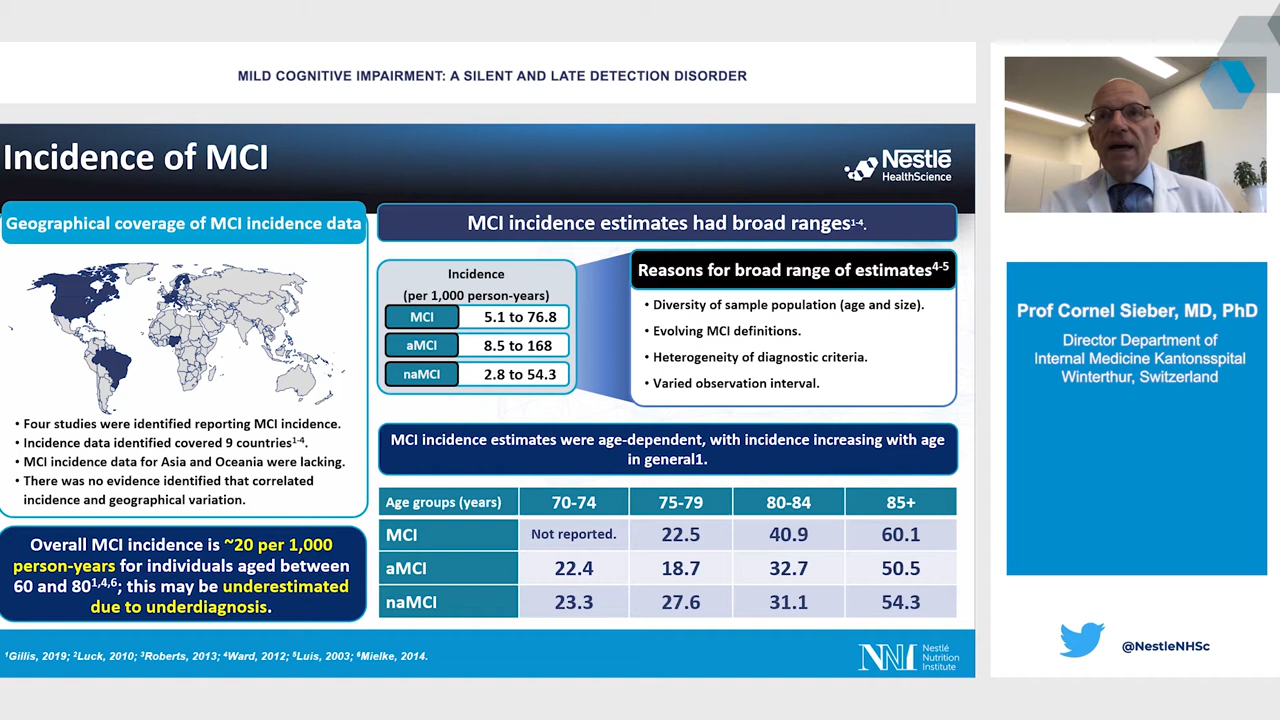 MILD COGNITIVE IMPAIRMENT: A SILENT AND LATE DETECTION DISORDER
Incidence of MCI
Nestlé
HealthScience
Geographical coverage of MCI incidence data
• Four studies were identified reporting MCI incidence.
• Incidence data identified covered 9 countries1-4.
• MCI incidence data for Asia and Oceania were lacking.
• There was no evidence identified that correlated
incidence and geographical variation.
Overall MCI incidence is ~20 per 1,000
person-years for individuals aged between
60 and 801,4,6; this may be underestimated
due to underdiagnosis.
MCI incidence estimates had broad ranges1-4.
Incidence
(per 1,000 person-years)
MCI 5.1 to 76.8
aMCI 8.5 to 168
naMCI 2.8 to 54.3
Reasons for broad range of estimates4-5
• Diversity of sample population (age and size).
• Evolving MCI definitions.
• Heterogeneity of diagnostic criteria.
• Varied observation interval.
MCI incidence estimates were age-dependent, with incidence increasing with age
in general1.
Age groups (years) 70-74 75-79 80-84 85+
MCI Not reported. 22.5 40.9 60.1
aMCI 22.4 18.7 32.7 50.5
naMCI 23.3 27.6 31.1 54.3
1Gillis, 2019; 2Luck, 2010; 3Roberts, 2013; 4Ward, 2012; 5Luis, 2003; 6Mielke, 2014.
NNI
Nestlé
Nutrition
Institute
Prof Cornel Sieber, MD, PhD
Director Department of
Internal Medicine Kantonsspital
Winterthur, Switzerland
@NestleNHSc